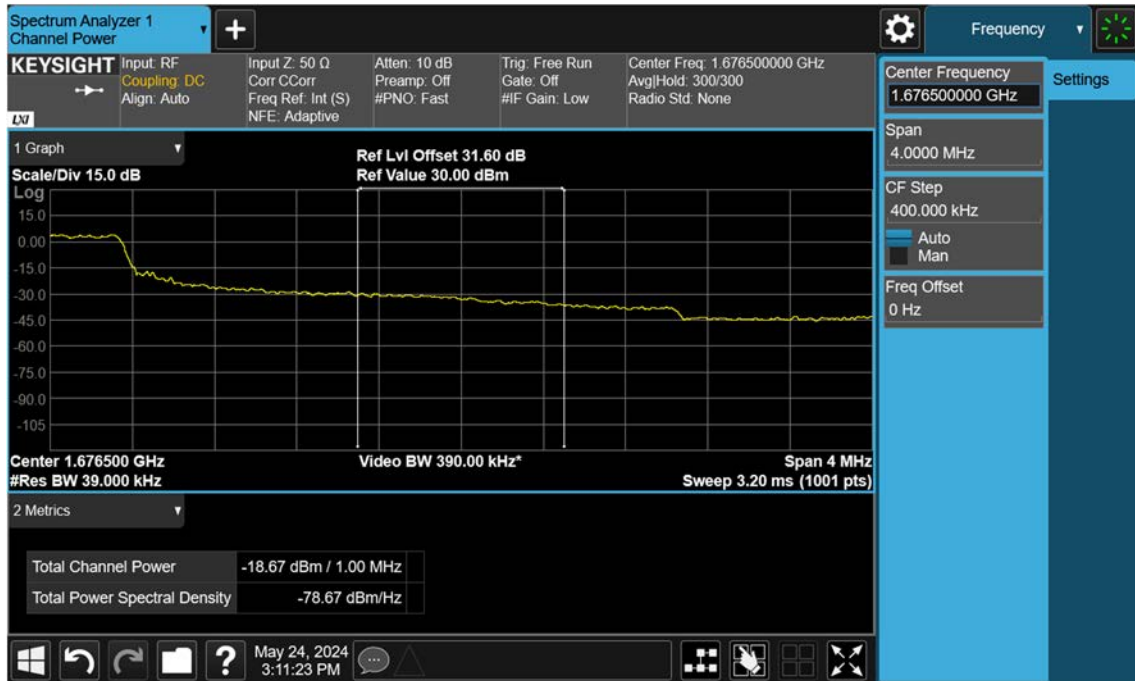 Spectrum Analyzer 1
Channel Power
+
Frequency
KEYSIGHT
LXI
Input: RF
Coupling: DC
Align: Auto
Input Z: 50 Ω
Corr CCorr
Freq Ref: Int (S)
NFE: Adaptive
Atten: 10 dB
Preamp: Off
#PNO: Fast
Trig: Free Run
Gate: Off
#IF Gain: Low
Center Freq: 1.676500000 GHz
Avg|Hold: 300/300
Radio Std: None
Center Frequency
1.676500000 GHz
Settings
Span
4.0000 MHz
CF Step
400.000 kHz
Auto
Man
Freq Offset
0 Hz
1 Graph
Scale/Div 15.0 dB
Ref Lvl Offset 31.60 dB
Ref Value 30.00 dBm
Log
15.0
0.00
-15.0
-30.0
-45.0
-60.0
-75.0
-90.0
-105
Center 1.676500 GHz
#Res BW 39.000 kHz
Video BW 390.00 kHz*
Span 4 MHz
Sweep 3.20 ms (1001 pts)
2 Metrics
Total Channel Power -18.67 dBm / 1.00 MHz
Total Power Spectral Density -78.67 dBm/Hz
?
May 24, 2024
3:11:23 PM